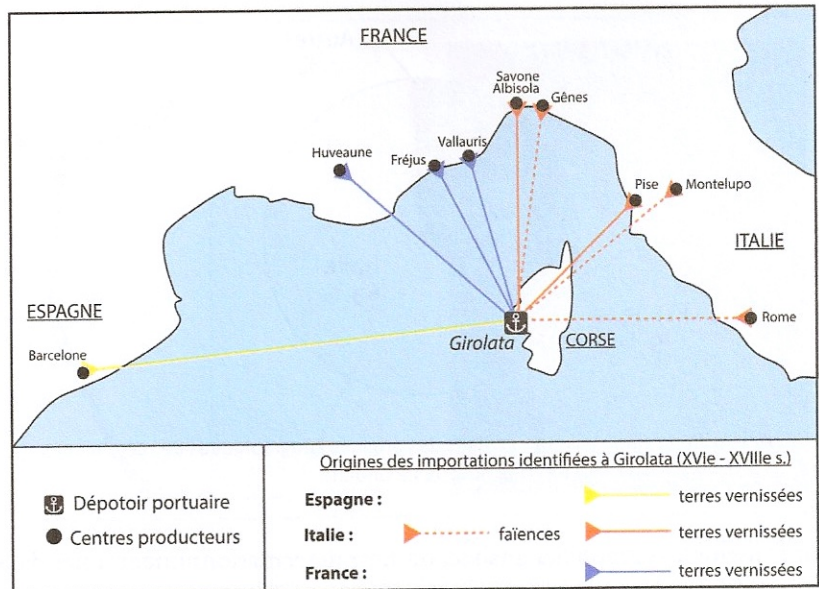 FRANCE
Savone
Albisola
Gênes
Vallauris
Huveaune
Fréjus
Pise
Montelupo
ITALIE
ESPAGNE
Rome
Girolata
CORSE
Barcelone
Origines des importations identifiées à Girolata (XVIe - XVIIIe s.)
Dépotoir portuaire
Centres producteurs
Espagne :
terres vernissées
Italie :
faïences
terres vernissées
France :
terres vernissées